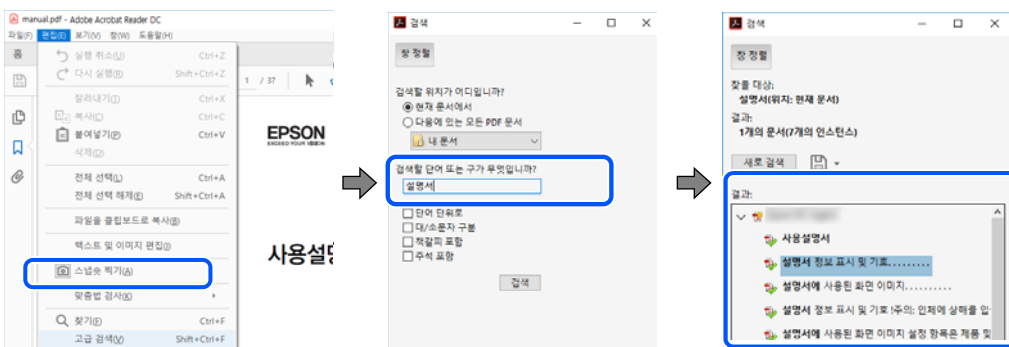 manual.pdf - Adobe Acrobat Reader DC
파일(F) 편집(E) 보기(V) 창(W) 도움말(H)
홈
실행 취소(U) Ctrl+Z
다시 실행(R) Shift+Ctrl+Z
잘라내기(T) Ctrl+X
복사(C) Ctrl+C
붙여넣기(P) Ctrl+V
삭제(D)
전체 선택(L) Ctrl+A
전체 선택 해제(E) Shift+Ctrl+A
파일을 클립보드로 복사(B)
텍스트 및 이미지 편집(I)
스냅숏 찍기(A)
맞춤법 검사(K)
찾기(F) Ctrl+F
고급 검색(V) Shift+Ctrl+F
1 / 37
EPSON
EXCEED YOUR VISION
사용설명
검색
창 정렬
검색할 위치가 어디입니까?
현재 문서에서
다음에 있는 모든 PDF 문서
내 문서
검색할 단어 또는 구가 무엇입니까?
설명서
단어 단위로
대/소문자 구분
책갈피 포함
주석 포함
검색
검색
창 정렬
찾을 대상:
설명서(위치: 현재 문서)
결과:
1개의 문서(7개의 인스턴스)
새로 검색
결과:
사용설명서
설명서 정보 표시 및 기호.........
설명서에 사용된 화면 이미지..........
설명서 정보 표시 및 기호 !주의: 인체에 상해를 입
설명서에 사용된 화면 이미지 설정 항목은 제품 및